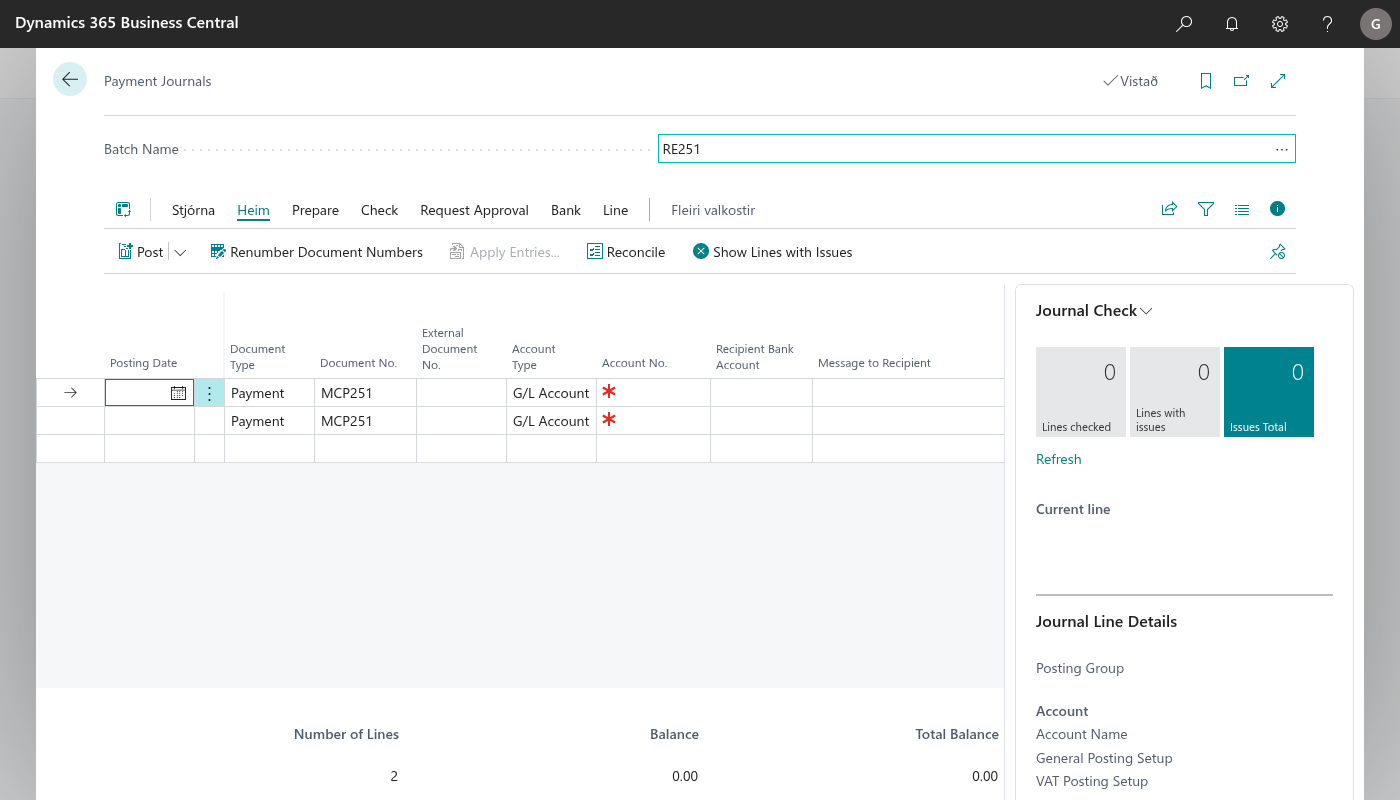 Dynamics 365 Business Central
G
Payment Journals
Vistað
Batch Name
RE251
Stjórna Heim Prepare Check Request Approval Bank Line Fleiri valkostir
Post Renumber Document Numbers Apply Entries... Reconcile Show Lines with Issues
Posting Date
Document
Type
Document No.
External
Document
No.
Account
Type
Account No.
Recipient Bank
Account
Message to Recipient
Payment MCP251 G/L Account *
Payment MCP251 G/L Account *
Number of Lines Balance Total Balance
2 0.00 0.00
Journal Check
0 0 0
Lines checked
Lines with
issues
Issues Total
Refresh
Current line
Journal Line Details
Posting Group
Account
Account Name
General Posting Setup
VAT Posting Setup